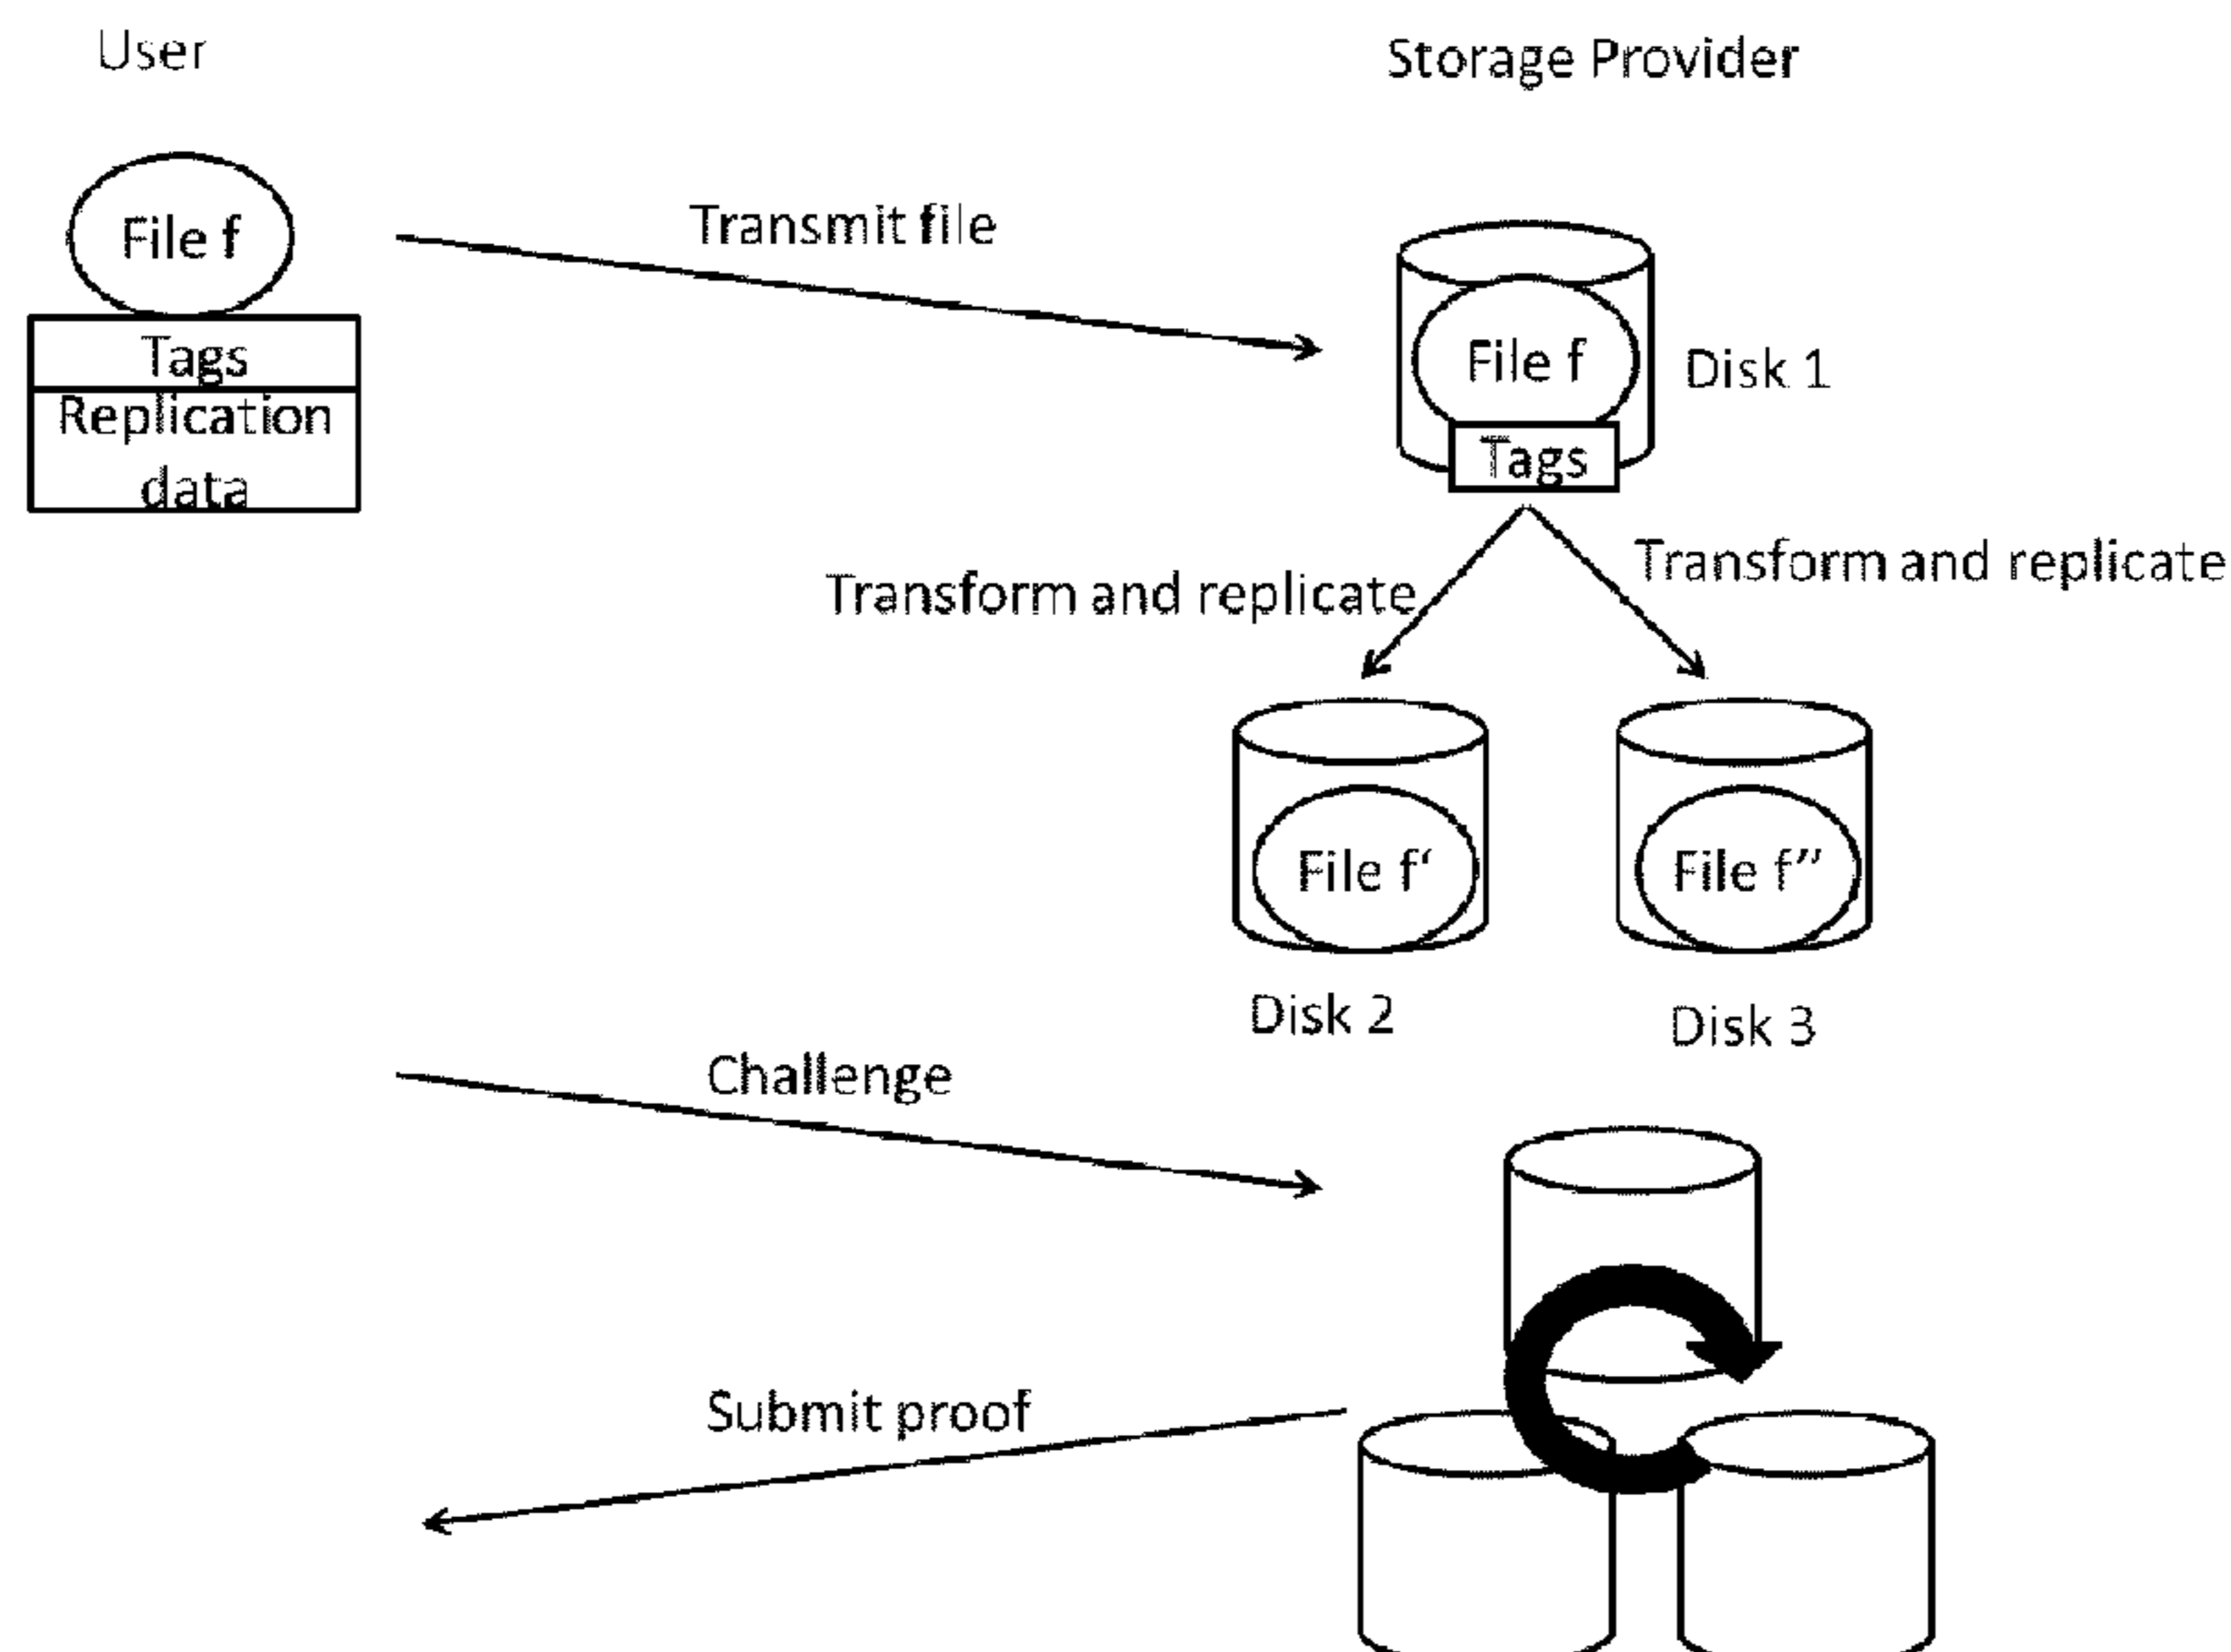 User
Storage Provider
File f
Tags
Replication
data
Transmit file
File f
Tags
Disk 1
Transform and replicate
Transform and replicate
File f‘
File f”
Disk 2
Disk 3
Challenge
Submit proof